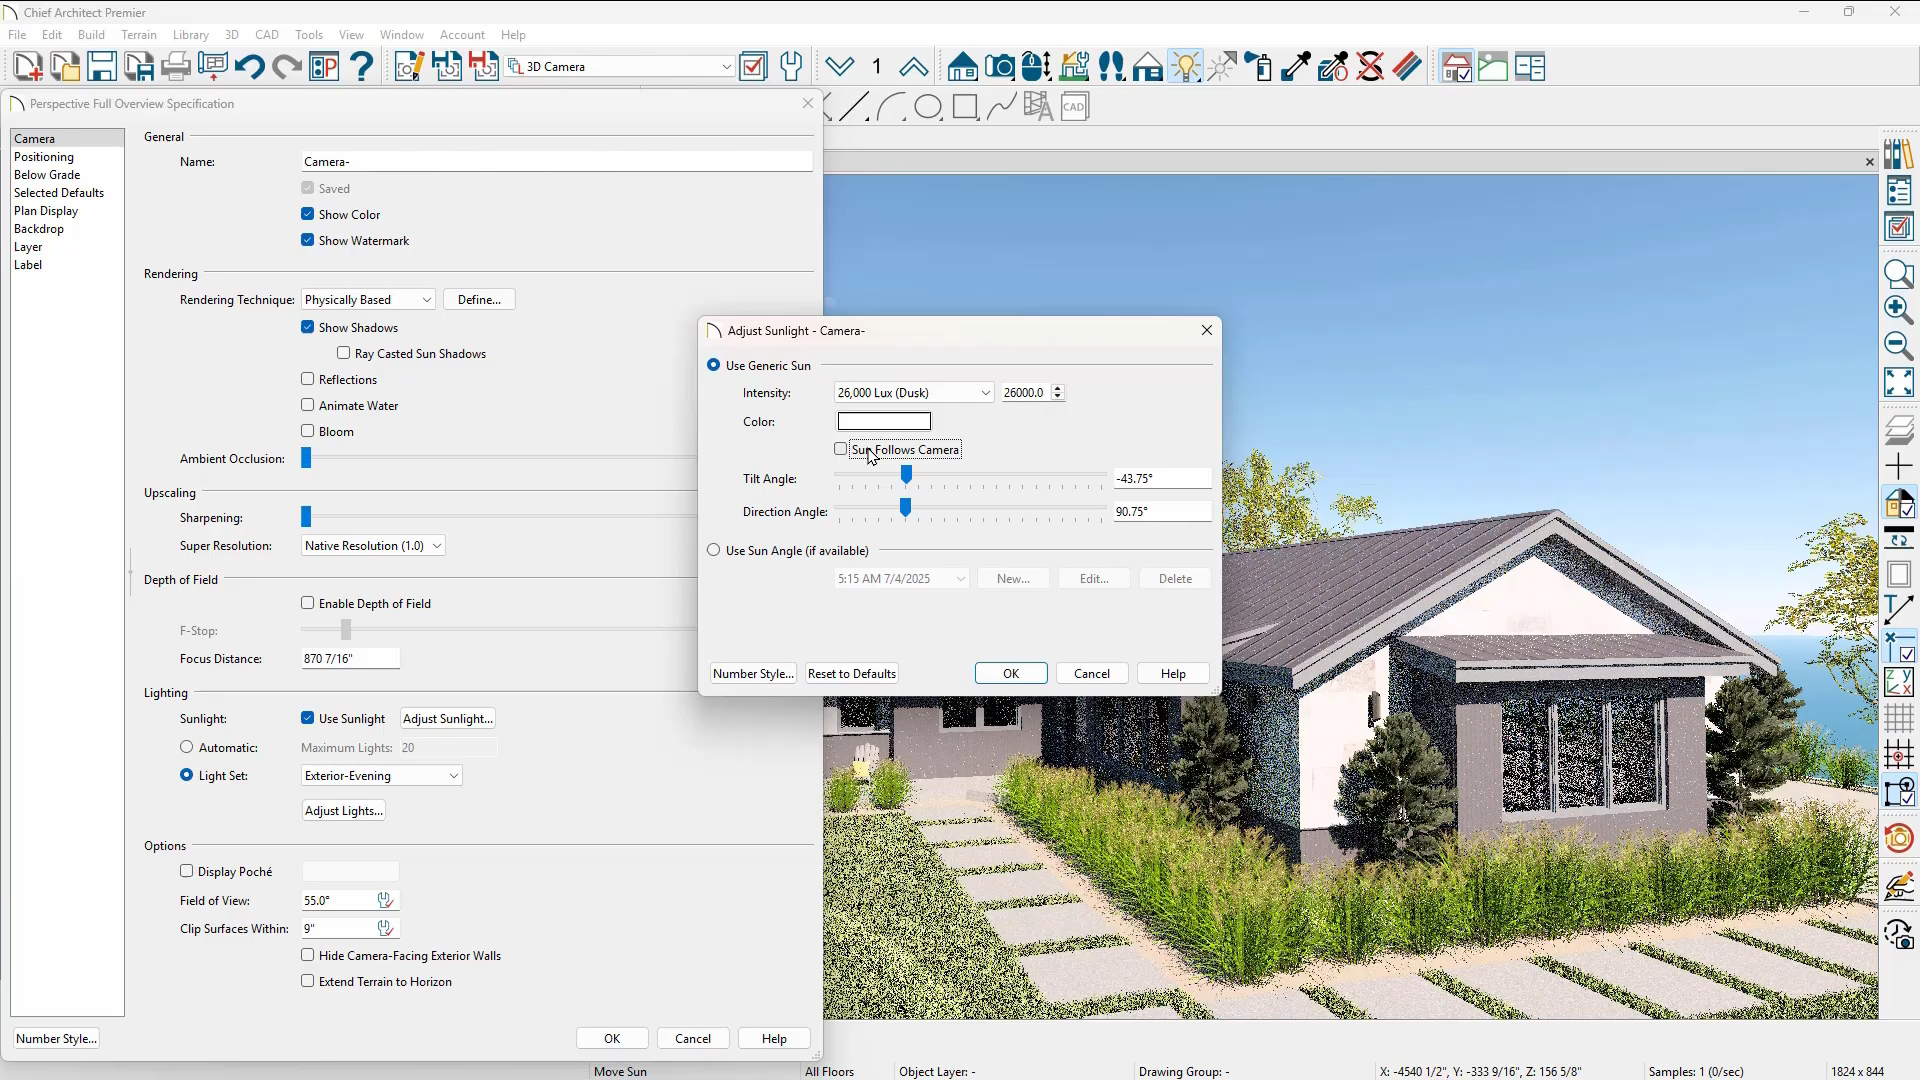 Chief Architect Premier
File Edit Build Terrain Library 3D CAD Tools View Window Account Help
3D Camera
1
CAD
Perspective Full Overview Specification
Camera
Positioning
Below Grade
Selected Defaults
Plan Display
Backdrop
Layer
Label
General
Name: Camera-
Saved
Show Color
Show Watermark
Rendering
Rendering Technique: Physically Based Define...
Show Shadows
Ray Casted Sun Shadows
Reflections
Animate Water
Bloom
Ambient Occlusion:
Upscaling
Sharpening:
Super Resolution: Native Resolution (1.0)
Depth of Field
Enable Depth of Field
F-Stop:
Focus Distance: 870 7/16"
Lighting
Sunlight: Use Sunlight Adjust Sunlight...
Automatic: Maximum Lights: 20
Light Set: Exterior-Evening
Adjust Lights...
Options
Display Poché
Field of View: 55.0°
Clip Surfaces Within: 9"
Hide Camera-Facing Exterior Walls
Extend Terrain to Horizon
Number Style... OK Cancel Help
Adjust Sunlight - Camera-
Use Generic Sun
Intensity: 26,000 Lux (Dusk) 26000.0
Color:
Sun Follows Camera
Tilt Angle: -43.75°
Direction Angle: 90.75°
Use Sun Angle (if available)
5:15 AM 7/4/2025 New... Edit... Delete
Number Style... Reset to Defaults OK Cancel Help
Move Sun All Floors Object Layer: - Drawing Group: - X: -4540 1/2", Y: -333 9/16", Z: 156 5/8" Samples: 1 (0/sec) 1824 x 844